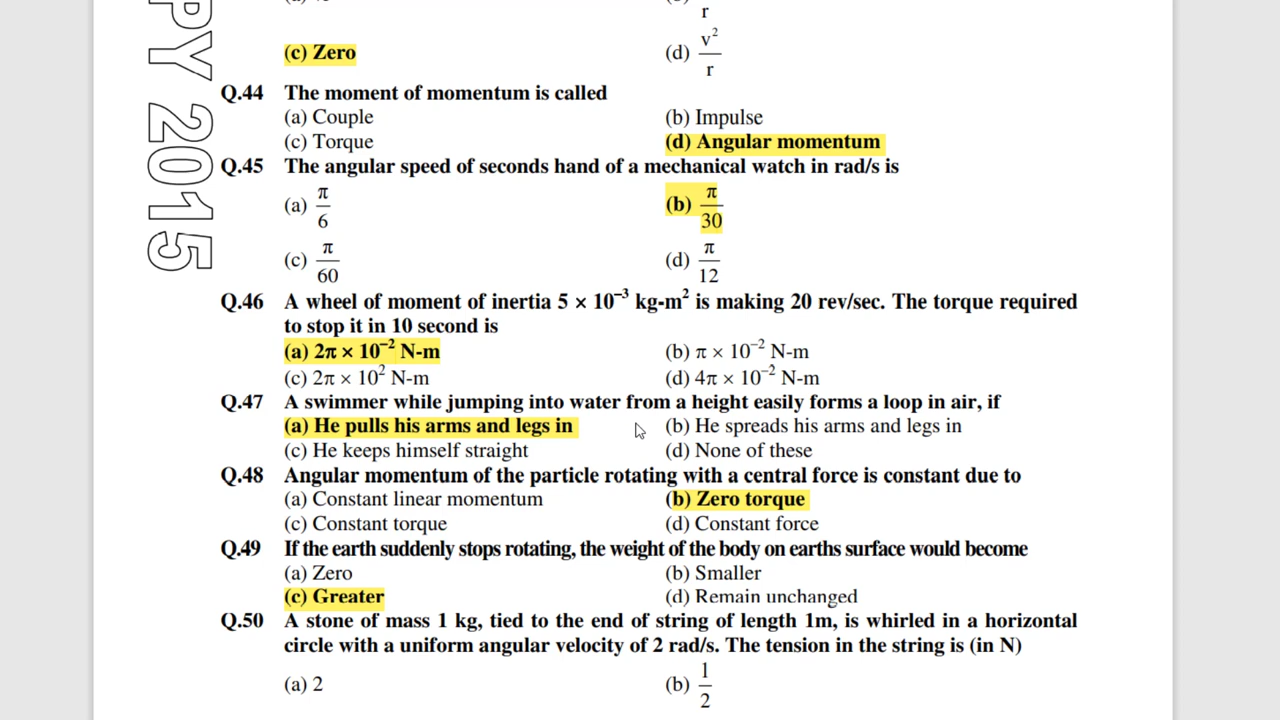 PY 2015
r
(c) Zero (d) v²/r
Q.44 The moment of momentum is called
(a) Couple (b) Impulse
(c) Torque (d) Angular momentum
Q.45 The angular speed of seconds hand of a mechanical watch in rad/s is
(a) π/6 (b) π/30
(c) π/60 (d) π/12
Q.46 A wheel of moment of inertia 5 × 10⁻³ kg-m² is making 20 rev/sec. The torque required
to stop it in 10 second is
(a) 2π × 10⁻² N-m (b) π × 10⁻² N-m
(c) 2π × 10² N-m (d) 4π × 10⁻² N-m
Q.47 A swimmer while jumping into water from a height easily forms a loop in air, if
(a) He pulls his arms and legs in (b) He spreads his arms and legs in
(c) He keeps himself straight (d) None of these
Q.48 Angular momentum of the particle rotating with a central force is constant due to
(a) Constant linear momentum (b) Zero torque
(c) Constant torque (d) Constant force
Q.49 If the earth suddenly stops rotating, the weight of the body on earths surface would become
(a) Zero (b) Smaller
(c) Greater (d) Remain unchanged
Q.50 A stone of mass 1 kg, tied to the end of string of length 1m, is whirled in a horizontal
circle with a uniform angular velocity of 2 rad/s. The tension in the string is (in N)
(a) 2 (b) 1/2